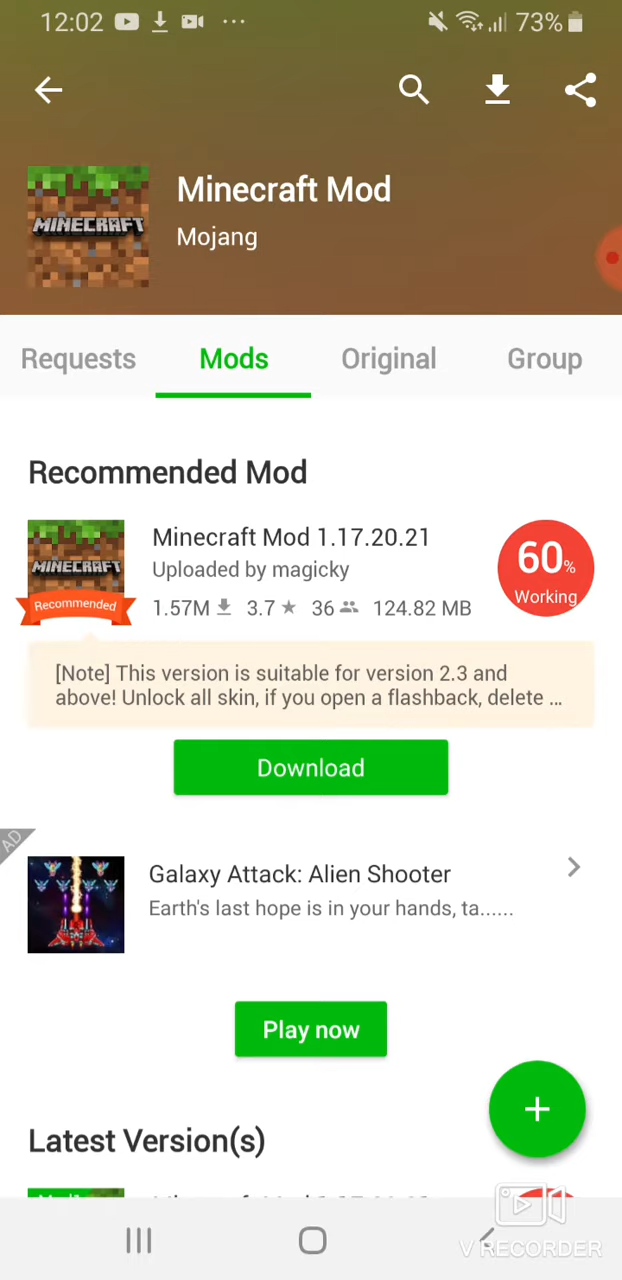 12:02 ... 73%
Minecraft Mod
MINECRAFT
Mojang
Requests Mods Original Group
Recommended Mod
Minecraft Mod 1.17.20.21
MINECRAFT
Recommended
Uploaded by magicky
1.57M 3.7 36 124.82 MB
60%
Working
[Note] This version is suitable for version 2.3 and
above! Unlock all skin, if you open a flashback, delete ...
Download
AD
Galaxy Attack: Alien Shooter
Earth's last hope is in your hands, ta......
Play now
+
Latest Version(s)
V RECORDER